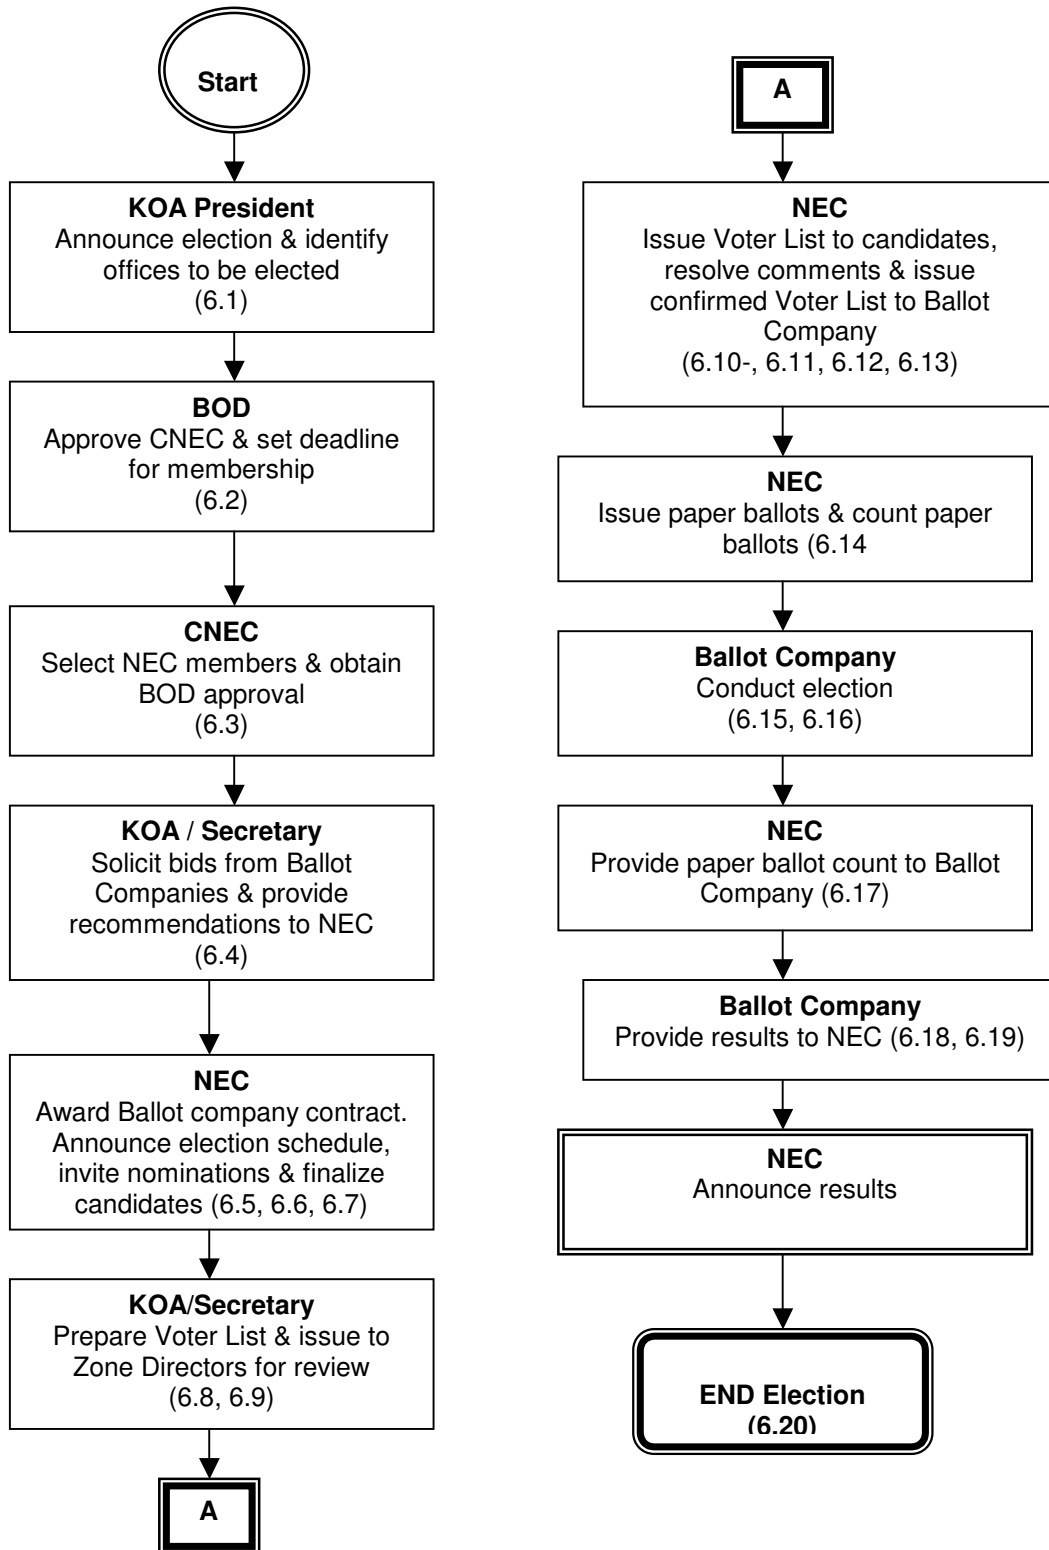 Start
KOA President
Announce election & identify
offices to be elected
(6.1)
BOD
Approve CNEC & set deadline
for membership
(6.2)
CNEC
Select NEC members & obtain
BOD approval
(6.3)
KOA / Secretary
Solicit bids from Ballot
Companies & provide
recommendations to NEC
(6.4)
NEC
Award Ballot company contract.
Announce election schedule,
invite nominations & finalize
candidates (6.5, 6.6, 6.7)
KOA/Secretary
Prepare Voter List & issue to
Zone Directors for review
(6.8, 6.9)
A
A
NEC
Issue Voter List to candidates,
resolve comments & issue
confirmed Voter List to Ballot
Company
(6.10-, 6.11, 6.12, 6.13)
NEC
Issue paper ballots & count paper
ballots (6.14
Ballot Company
Conduct election
(6.15, 6.16)
NEC
Provide paper ballot count to Ballot
Company (6.17)
Ballot Company
Provide results to NEC (6.18, 6.19)
NEC
Announce results
END Election
(6.20)